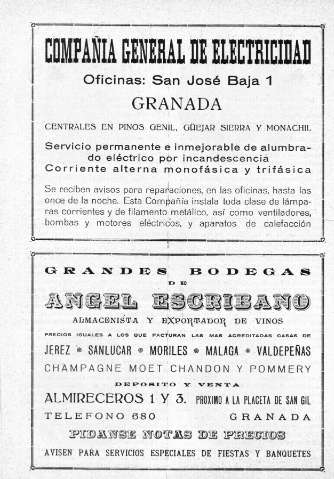 COMPAÑIA GENERAL DE ELECTRICIDAD
Oficinas: San José Baja 1
GRANADA
CENTRALES EN PINOS GENIL, GÜEJAR SIERRA Y MONACHIL
Servicio permanente e inmejorable de alumbra-
do eléctrico por incandescencia
Corriente alterna monofásica y trifásica
Se reciben avisos para reparaciones, en las oficinas, hasta las
once de la noche. Esta Compañía instala toda clase de lámpa-
ras corrientes y de filamento metálico, así como ventiladores,
bombas y motores eléctricos, y aparatos de calefacción
GRANDES BODEGAS
DE
ANGEL ESCRIBANO
ALMACENISTA Y EXPORTADOR DE VINOS
PRECIOS IGUALES A LOS QUE FACTURAN LAS MAS ACREDITADAS CASAS DE
JEREZ * SANLUCAR * MORILES * MALAGA * VALDEPEÑAS
CHAMPAGNE MOET CHANDON Y POMMERY
DEPOSITO Y VENTA
ALMIRECEROS 1 Y 3. PROXIMO A LA PLACETA DE SAN GIL
TELEFONO 680 GRANADA
PIDANSE NOTAS DE PRECIOS
AVISEN PARA SERVICIOS ESPECIALES DE FIESTAS Y BANQUETES